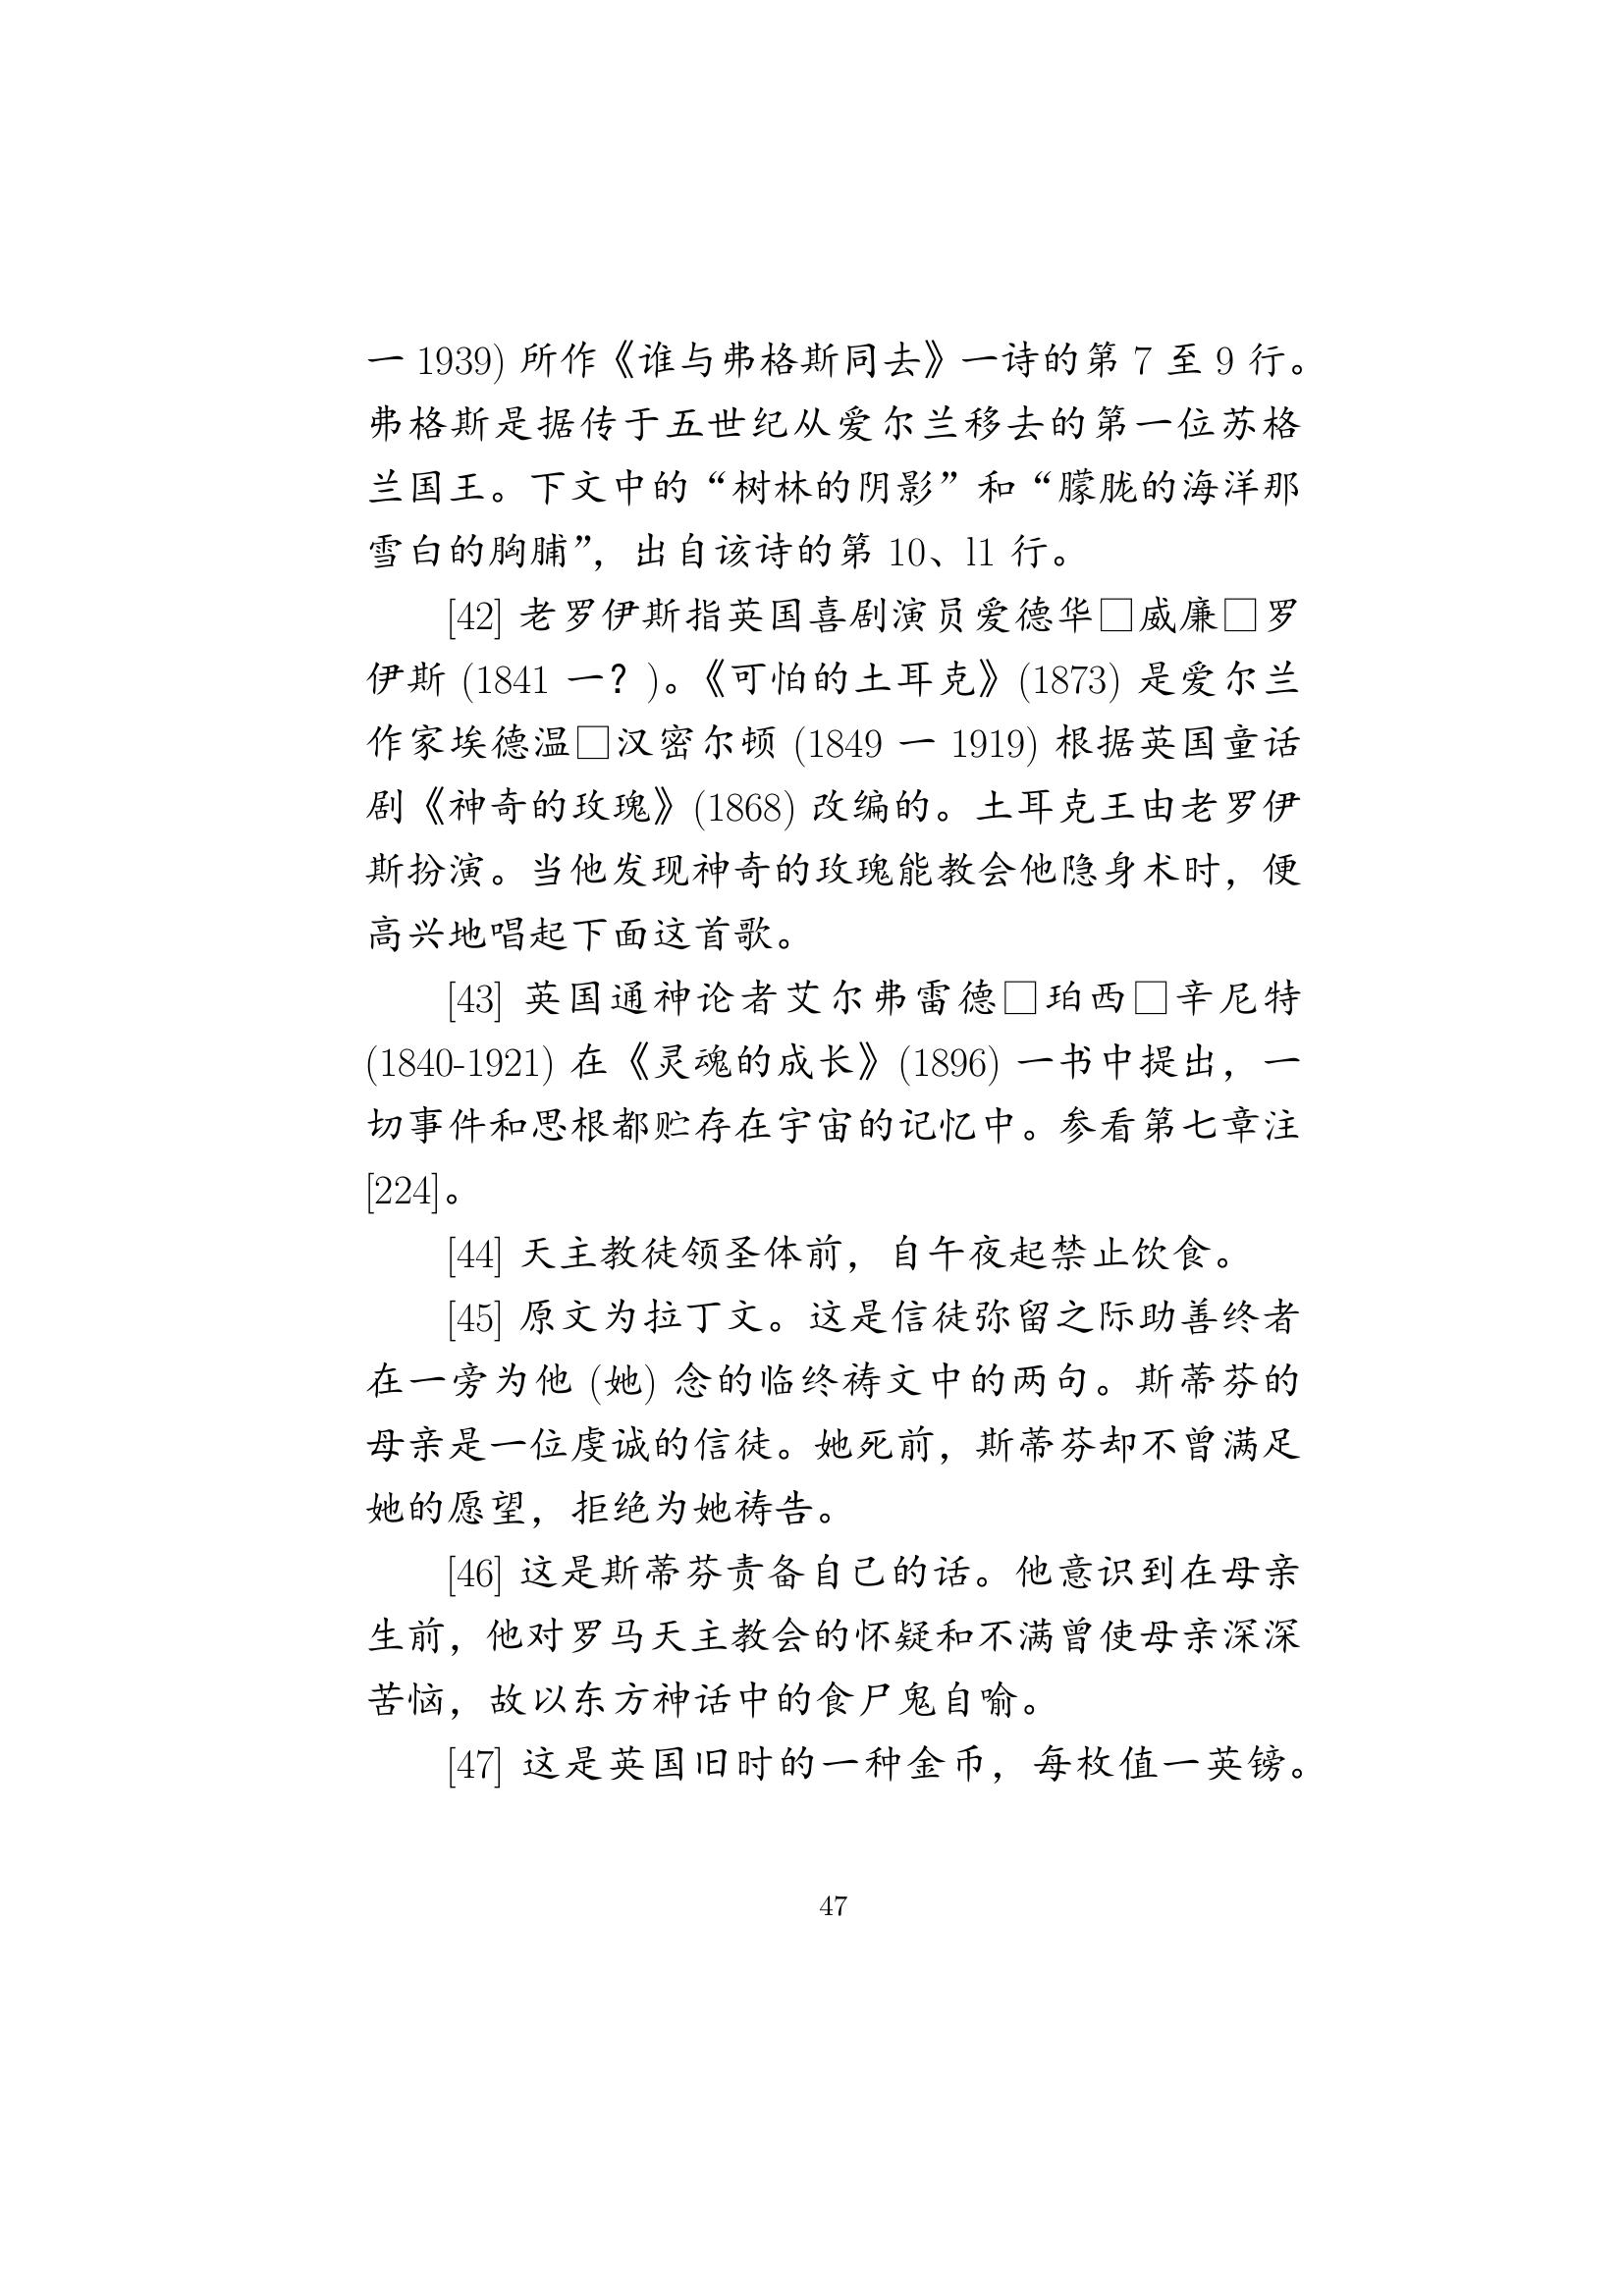 一 1939) 所作《谁与弗格斯同去》一诗的第 7 至 9 行。
弗格斯是据传于五世纪从爱尔兰移去的第一位苏格
兰国王。下文中的“树林的阴影”和“朦胧的海洋那
雪白的胸脯”，出自该诗的第 10、l1 行。
[42] 老罗伊斯指英国喜剧演员爱德华□威廉□罗
伊斯 (1841 一？)。《可怕的土耳克》(1873) 是爱尔兰
作家埃德温□汉密尔顿 (1849 一 1919) 根据英国童话
剧《神奇的玫瑰》(1868) 改编的。土耳克王由老罗伊
斯扮演。当他发现神奇的玫瑰能教会他隐身术时，便
高兴地唱起下面这首歌。
[43] 英国通神论者艾尔弗雷德□珀西□辛尼特
(1840-1921) 在《灵魂的成长》(1896) 一书中提出，一
切事件和思根都贮存在宇宙的记忆中。参看第七章注
[224]。
[44] 天主教徒领圣体前，自午夜起禁止饮食。
[45] 原文为拉丁文。这是信徒弥留之际助善终者
在一旁为他 (她) 念的临终祷文中的两句。斯蒂芬的
母亲是一位虔诚的信徒。她死前，斯蒂芬却不曾满足
她的愿望，拒绝为她祷告。
[46] 这是斯蒂芬责备自己的话。他意识到在母亲
生前，他对罗马天主教会的怀疑和不满曾使母亲深深
苦恼，故以东方神话中的食尸鬼自喻。
[47] 这是英国旧时的一种金币，每枚值一英镑。
47